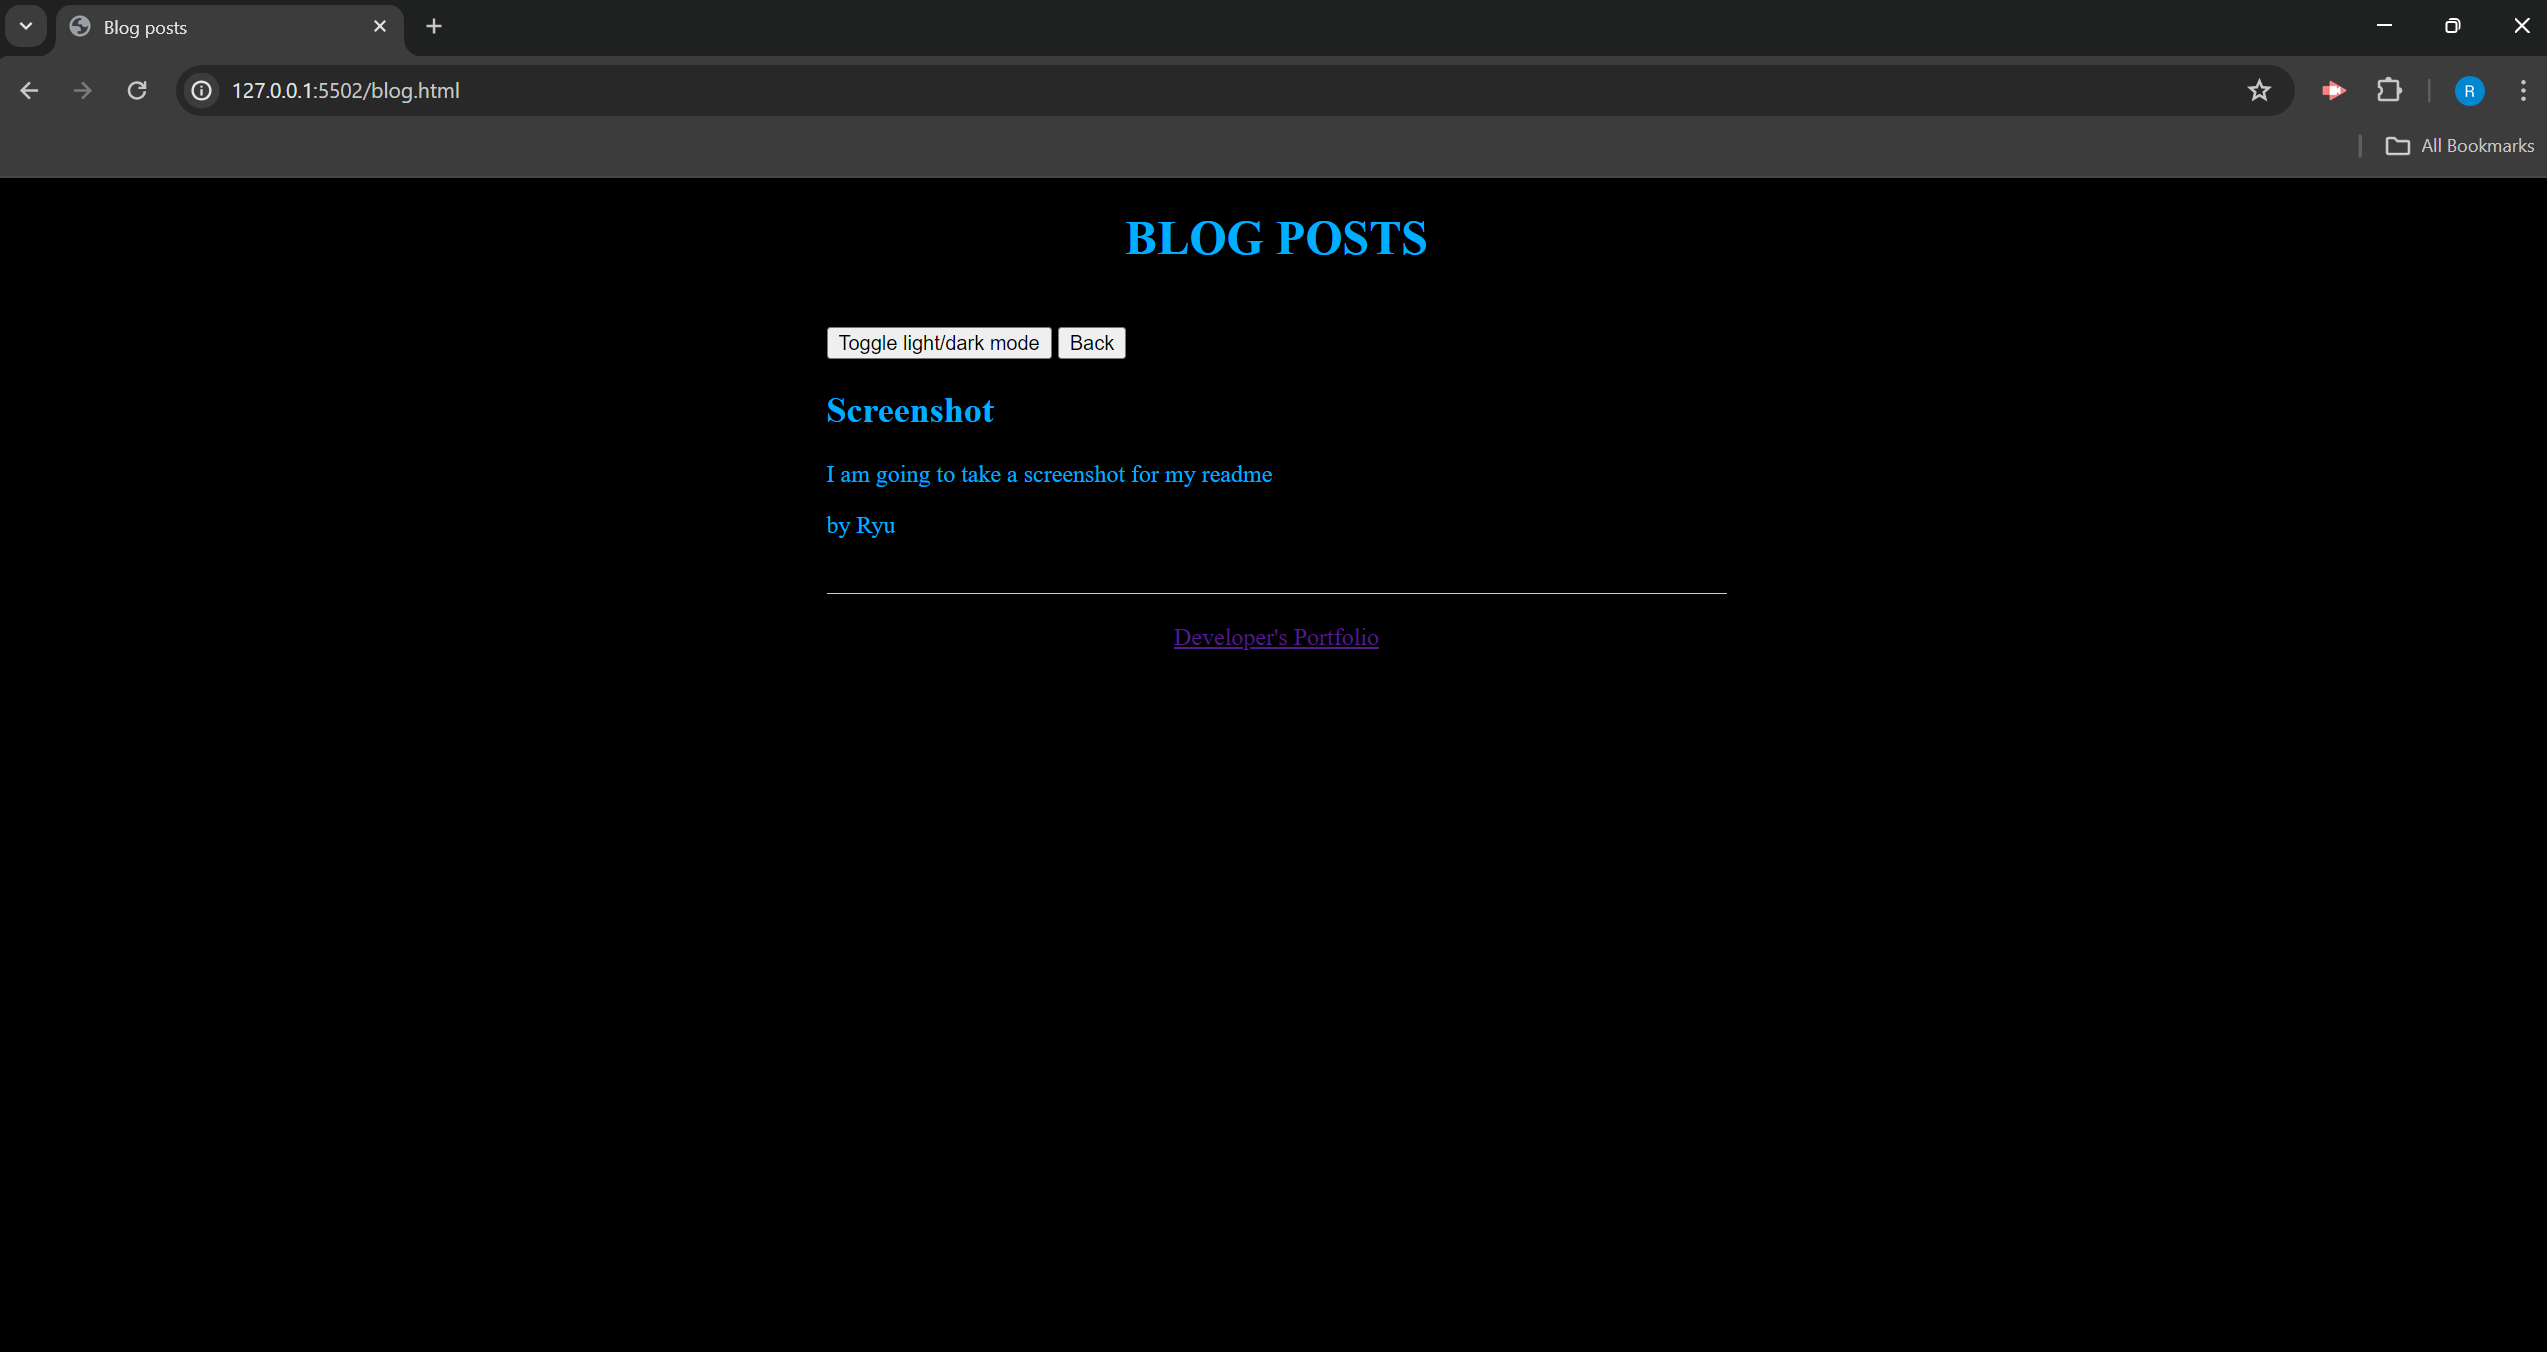 Blog posts
127.0.0.1:5502/blog.html
R
All Bookmarks
BLOG POSTS
Toggle light/dark mode Back
Screenshot
I am going to take a screenshot for my readme
by Ryu
Developer's Portfolio